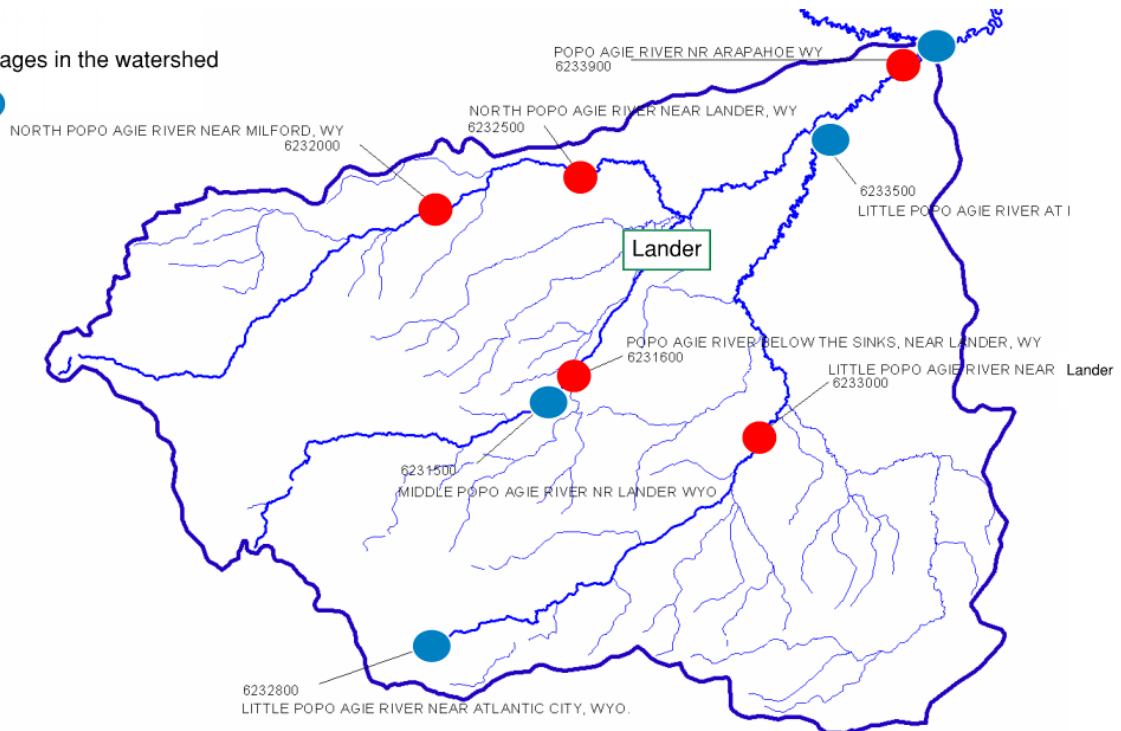 ages in the watershed
POPO AGIE RIVER NR ARAPAHOE WY
6233900
NORTH POPO AGIE RIVER NEAR LANDER, WY
6232500
NORTH POPO AGIE RIVER NEAR MILFORD, WY
6232000
6233500
LITTLE POPO AGIE RIVER AT
Lander
POPO AGIE RIVER BELOW THE SINKS, NEAR LANDER, WY
6231600
LITTLE POPO AGIE RIVER NEAR Lander
6233000
6231500
MIDDLE POPO AGIE RIVER NR LANDER WYO
6232800
LITTLE POPO AGIE RIVER NEAR ATLANTIC CITY, WYO.